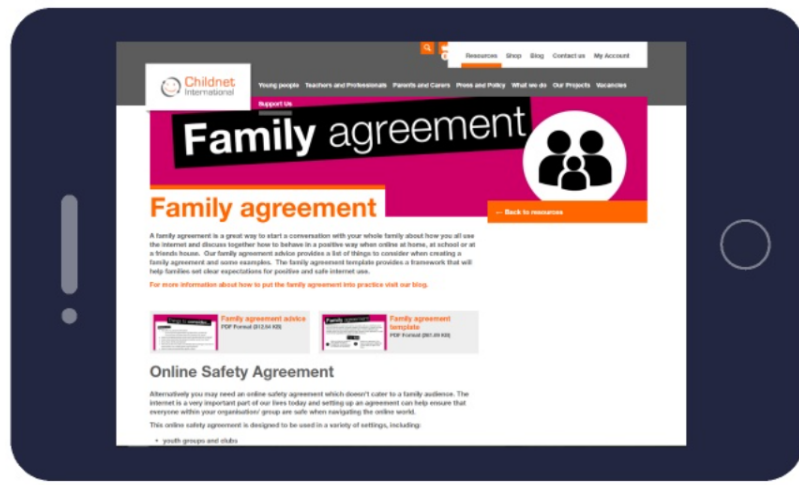 Resources Shop Blog Contact us My Account
Childnet
International
Young people Teachers and Professionals Parents and Carers Press and Policy What we do Our Projects Vacancies
Support Us
Family agreement
Family agreement
← Back to resources
A family agreement is a great way to start a conversation with your whole family about how you all use
the internet and discuss together how to behave in a positive way when online at home, at school or at
a friends house. Our family agreement advice provides a list of things to consider when creating a
family agreement and some examples. The family agreement template provides a framework that will
help families set clear expectations for positive and safe internet use.
For more information about how to put the family agreement into practice visit our blog.
Family agreement advice
PDF Format
Family agreement
template
PDF Format
Family agreement
Online Safety Agreement
Alternatively you may need an online safety agreement which doesn't cater to a family audience. The
internet is a very important part of our lives today and setting up an agreement can help ensure that
everyone within your organisation/ group are safe when navigating the online world.
This online safety agreement is designed to be used in a variety of settings, including:
• youth groups and clubs